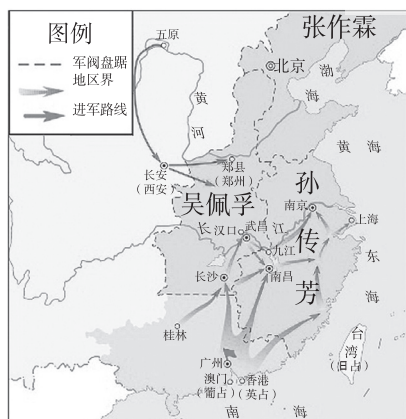 图例
军阀盘踞
地区界
进军路线
张作霖
五原
北京
渤
海
黄
河
黄
海
长安
(西安)
郑县
(郑州)
孙
传
芳
吴佩孚
南京
上海
长
江
汉口
武昌
九江
东
海
长沙
南昌
桂林
台
湾
(日占)
广州
澳门
(葡占)
香港
(英占)
南
海